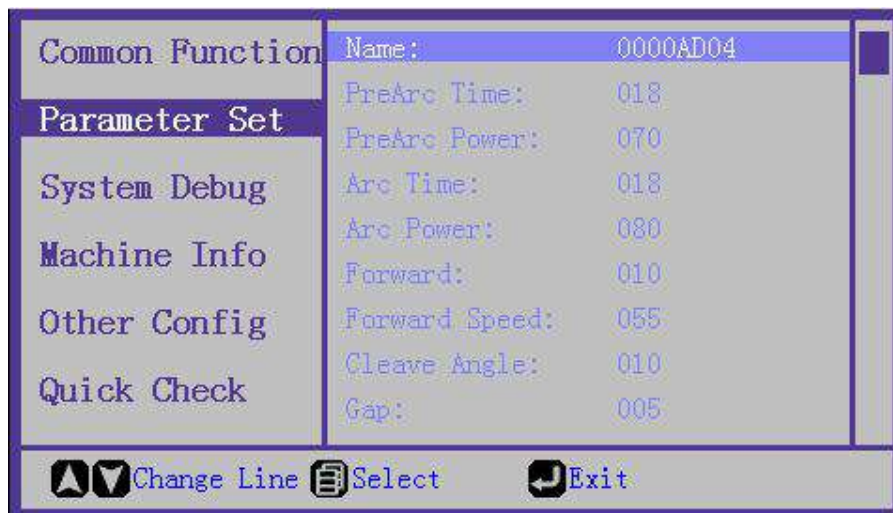 Common Function
Parameter Set
System Debug
Machine Info
Other Config
Quick Check
Name: 0000AD04
PreArc Time: 018
PreArc Power: 070
Arc Time: 018
Arc Power: 080
Forward: 010
Forward Speed: 055
Cleave Angle: 010
Gap: 005
Change Line Select Exit